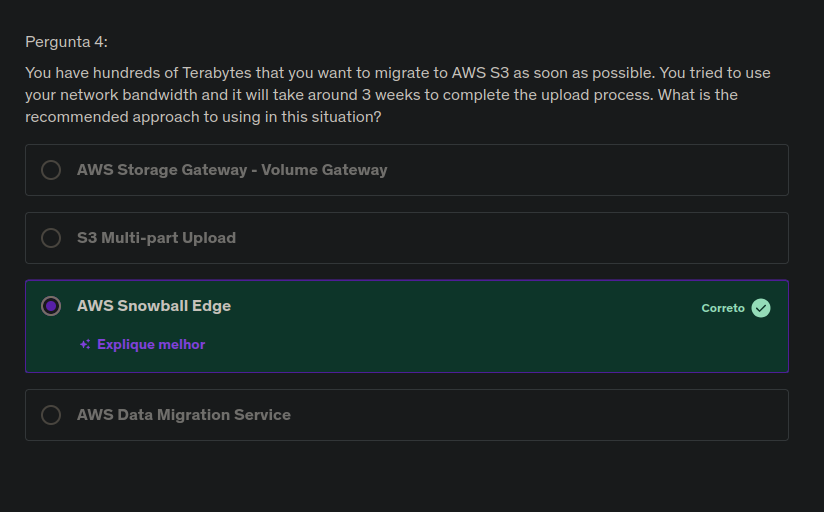 Pergunta 4:
You have hundreds of Terabytes that you want to migrate to AWS S3 as soon as possible. You tried to use
your network bandwidth and it will take around 3 weeks to complete the upload process. What is the
recommended approach to using in this situation?
AWS Storage Gateway - Volume Gateway
S3 Multi-part Upload
AWS Snowball Edge
Correto
Explique melhor
AWS Data Migration Service